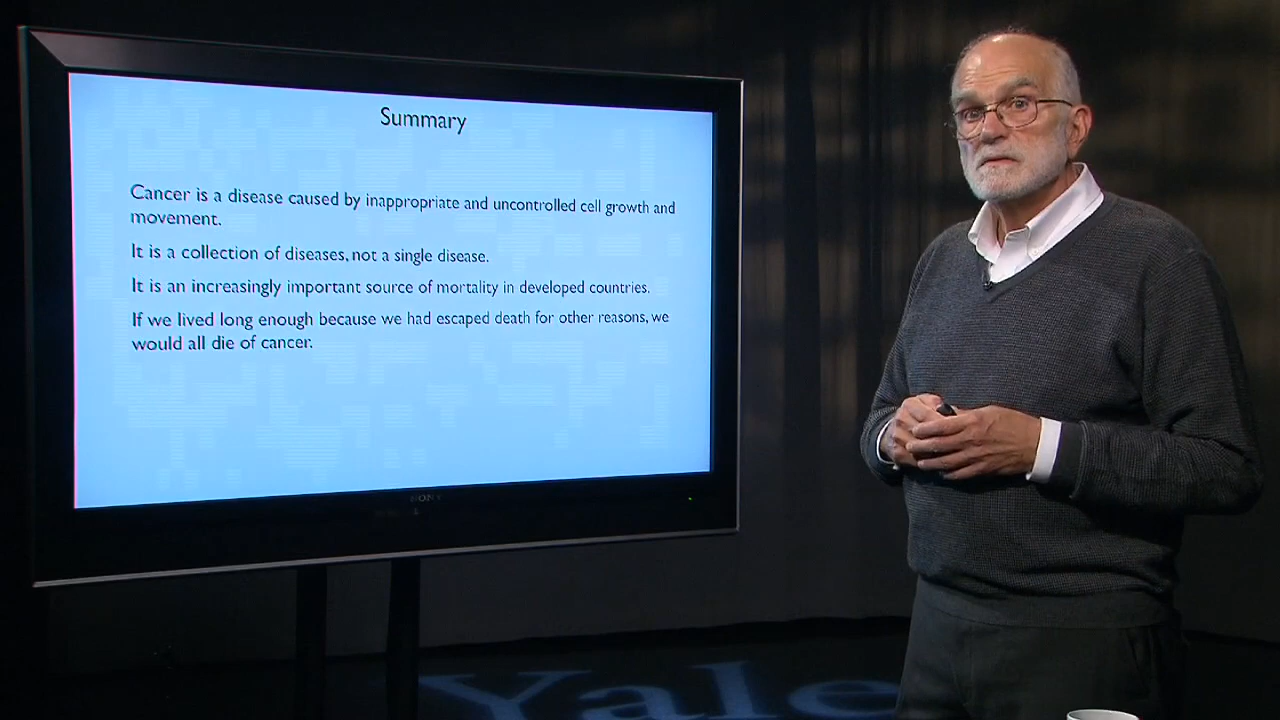 Summary
Cancer is a disease caused by inappropriate and uncontrolled cell growth and
movement.
It is a collection of diseases, not a single disease.
It is an increasingly important source of mortality in developed countries.
If we lived long enough because we had escaped death for other reasons, we
would all die of cancer.
SONY
Yale